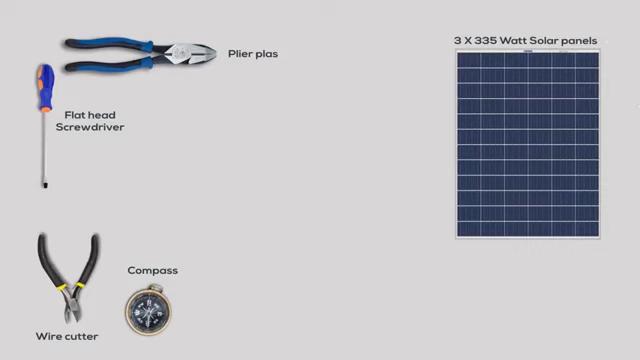 3 X 335 Watt Solar panels
Plier plas
Flat head
Screwdriver
Compass
Wire cutter